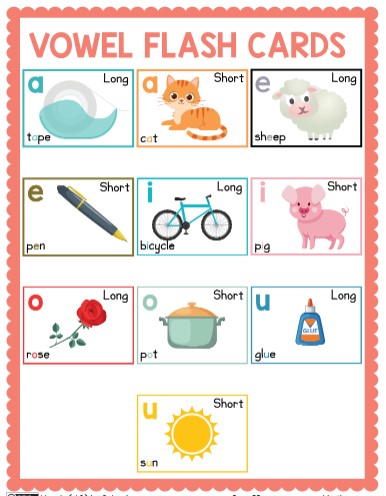 VOWEL FLASH CARDS
a Long
tape
a Short
cat
e Long
sheep
e Short
pen
i Long
bicycle
i Short
pig
o Long
rose
o Short
pot
u Long
GLUE
glue
u Short
sun